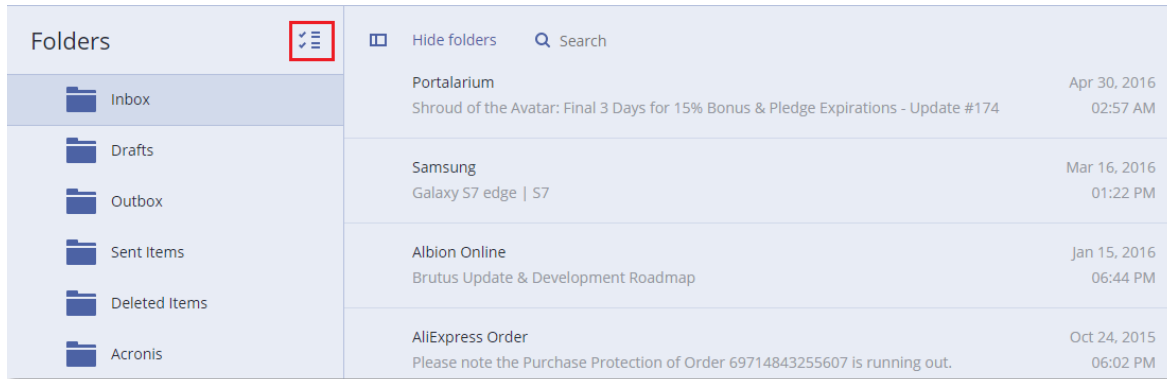 Folders
Inbox
Drafts
Outbox
Sent Items
Deleted Items
Acronis
Hide folders
Search
Portalarium
Apr 30, 2016
Shroud of the Avatar: Final 3 Days for 15% Bonus & Pledge Expirations - Update #174
02:57 AM
Samsung
Mar 16, 2016
Galaxy S7 edge | S7
01:22 PM
Albion Online
Jan 15, 2016
Brutus Update & Development Roadmap
06:44 PM
AliExpress Order
Oct 24, 2015
Please note the Purchase Protection of Order 69714843255607 is running out.
06:02 PM